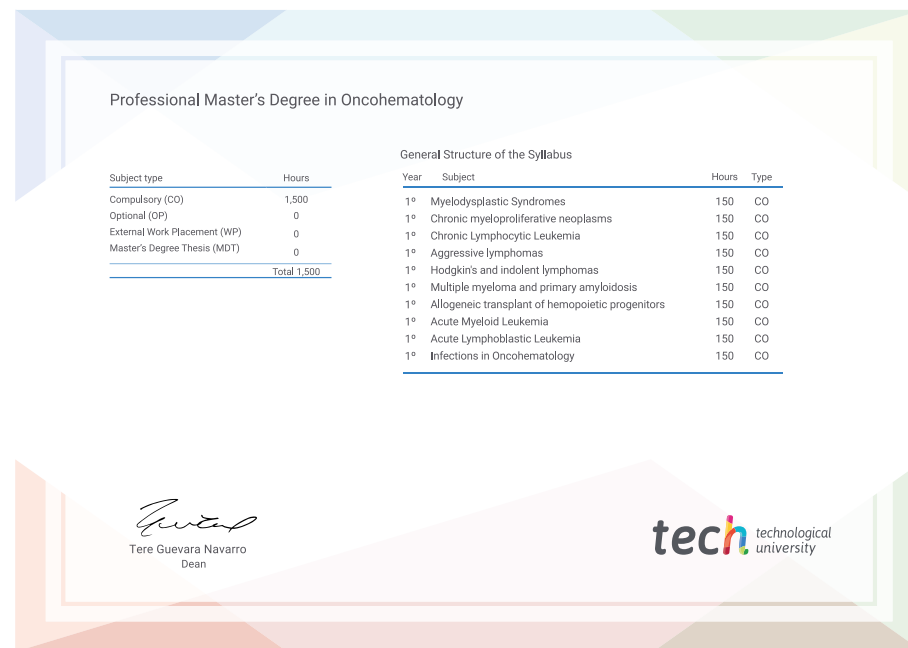 Professional Master's Degree in Oncohematology
Subject type Hours
Compulsory (CO) 1,500
Optional (OP) 0
External Work Placement (WP) 0
Master's Degree Thesis (MDT) 0
Total 1,500
General Structure of the Syllabus
Year Subject Hours Type
1º Myelodysplastic Syndromes 150 CO
1º Chronic myeloproliferative neoplasms 150 CO
1º Chronic Lymphocytic Leukemia 150 CO
1º Aggressive lymphomas 150 CO
1º Hodgkin's and indolent lymphomas 150 CO
1º Multiple myeloma and primary amyloidosis 150 CO
1º Allogeneic transplant of hemopoietic progenitors 150 CO
1º Acute Myeloid Leukemia 150 CO
1º Acute Lymphoblastic Leukemia 150 CO
1º Infections in Oncohematology 150 CO
Tere Guevara Navarro
Dean
tech technological
university